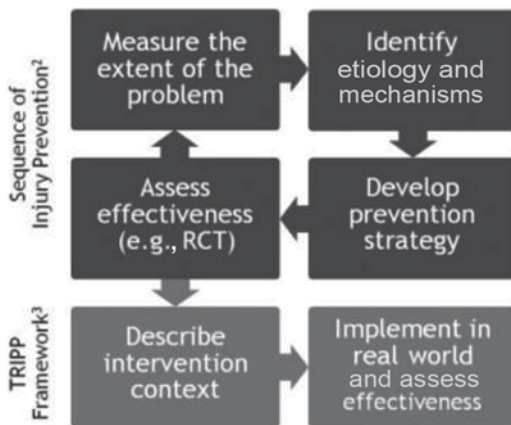 Sequence of
Injury Prevention²
Measure the
extent of the
problem
Identify
etiology and
mechanisms
Assess
effectiveness
(e.g., RCT)
Develop
prevention
strategy
TRIPP
Framework³
Describe
intervention
context
Implement in
real world
and assess
effectiveness